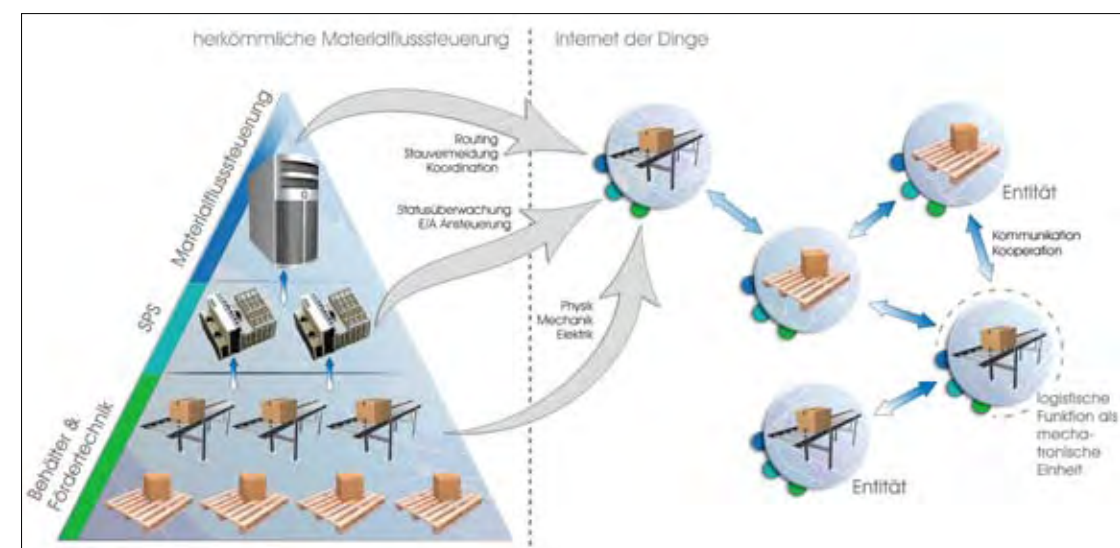 herkömmliche Materialflusssteuerung
Internet der Dinge
Materialflusssteuerung
SPS
Behälter &
Fördertechnik
Routing
Stauvermeidung
Koordination
Statusüberwachung
E/A Ansteuerung
Physik
Mechanik
Elektrik
Entität
Kommunikation
Kooperation
logistische
Funktion als
mecha-
tronische
Einheit
Entität